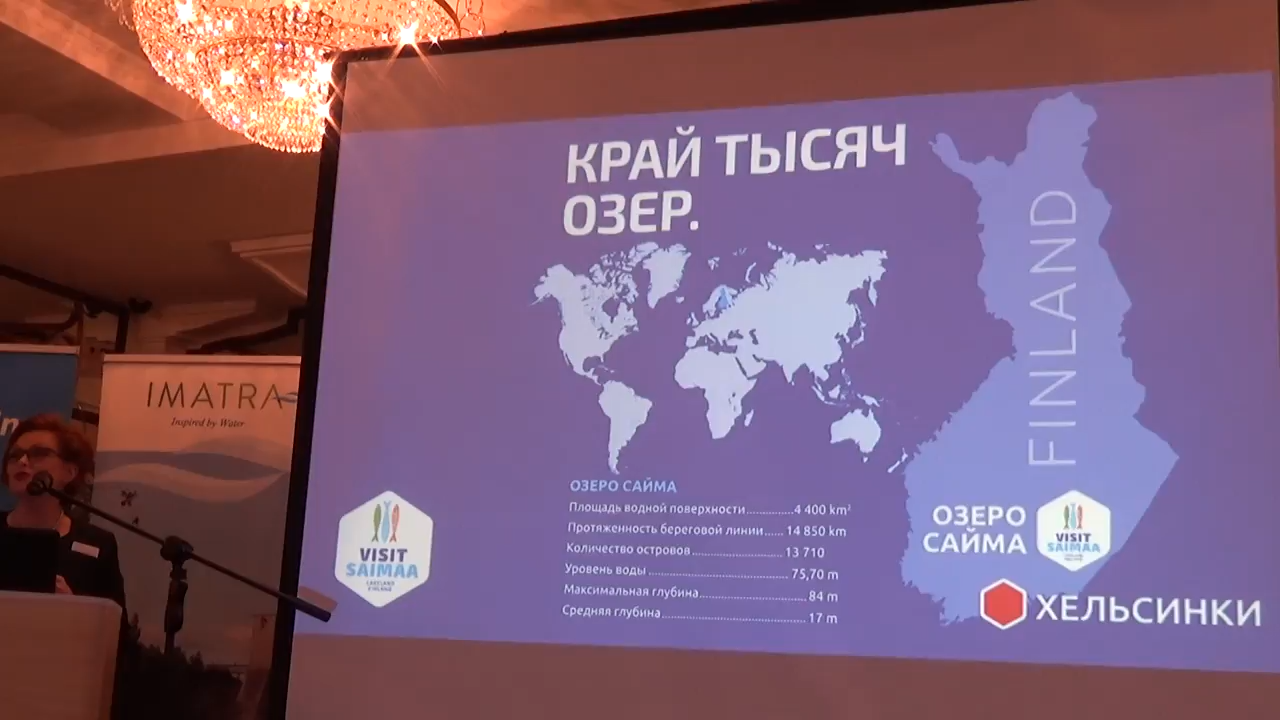 КРАЙ ТЫСЯЧ
ОЗЕР.
FINLAND
IMATRA
Inspired by Water
ОЗЕРО САЙМА
Площадь водной поверхности.............4 400 km²
Протяженность береговой линии...... 14 850 km
Количество островов........................ 13 710
Уровень воды.................................... 75,70 m
Максимальная глубина............................ 84 m
Средняя глубина..................................... 17 m
VISIT
SAIMAA
LAKELAND
FINLAND
ОЗЕРО
САЙМА
VISIT
SAIMAA
ХЕЛЬСИНКИ